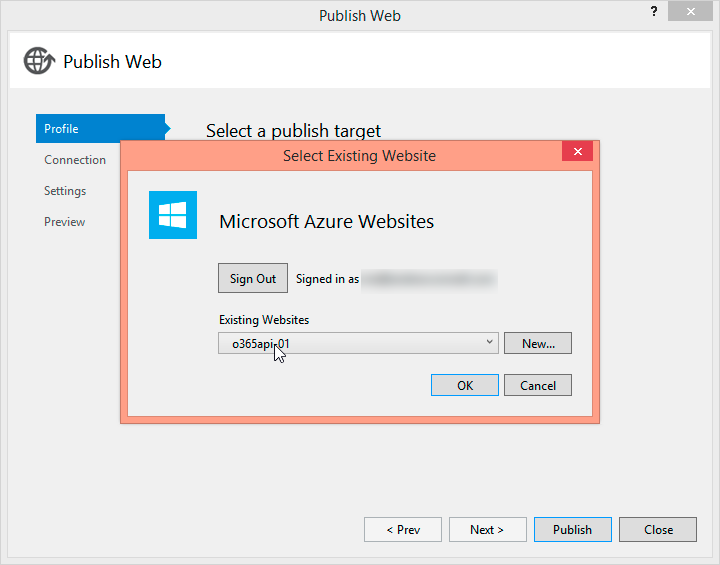 Publish Web
?
Publish Web
Profile
Connection
Settings
Preview
Select a publish target
Select Existing Website
Microsoft Azure Websites
Sign Out
Signed in as
Existing Websites
o365api-01
New...
OK
Cancel
< Prev
Next >
Publish
Close